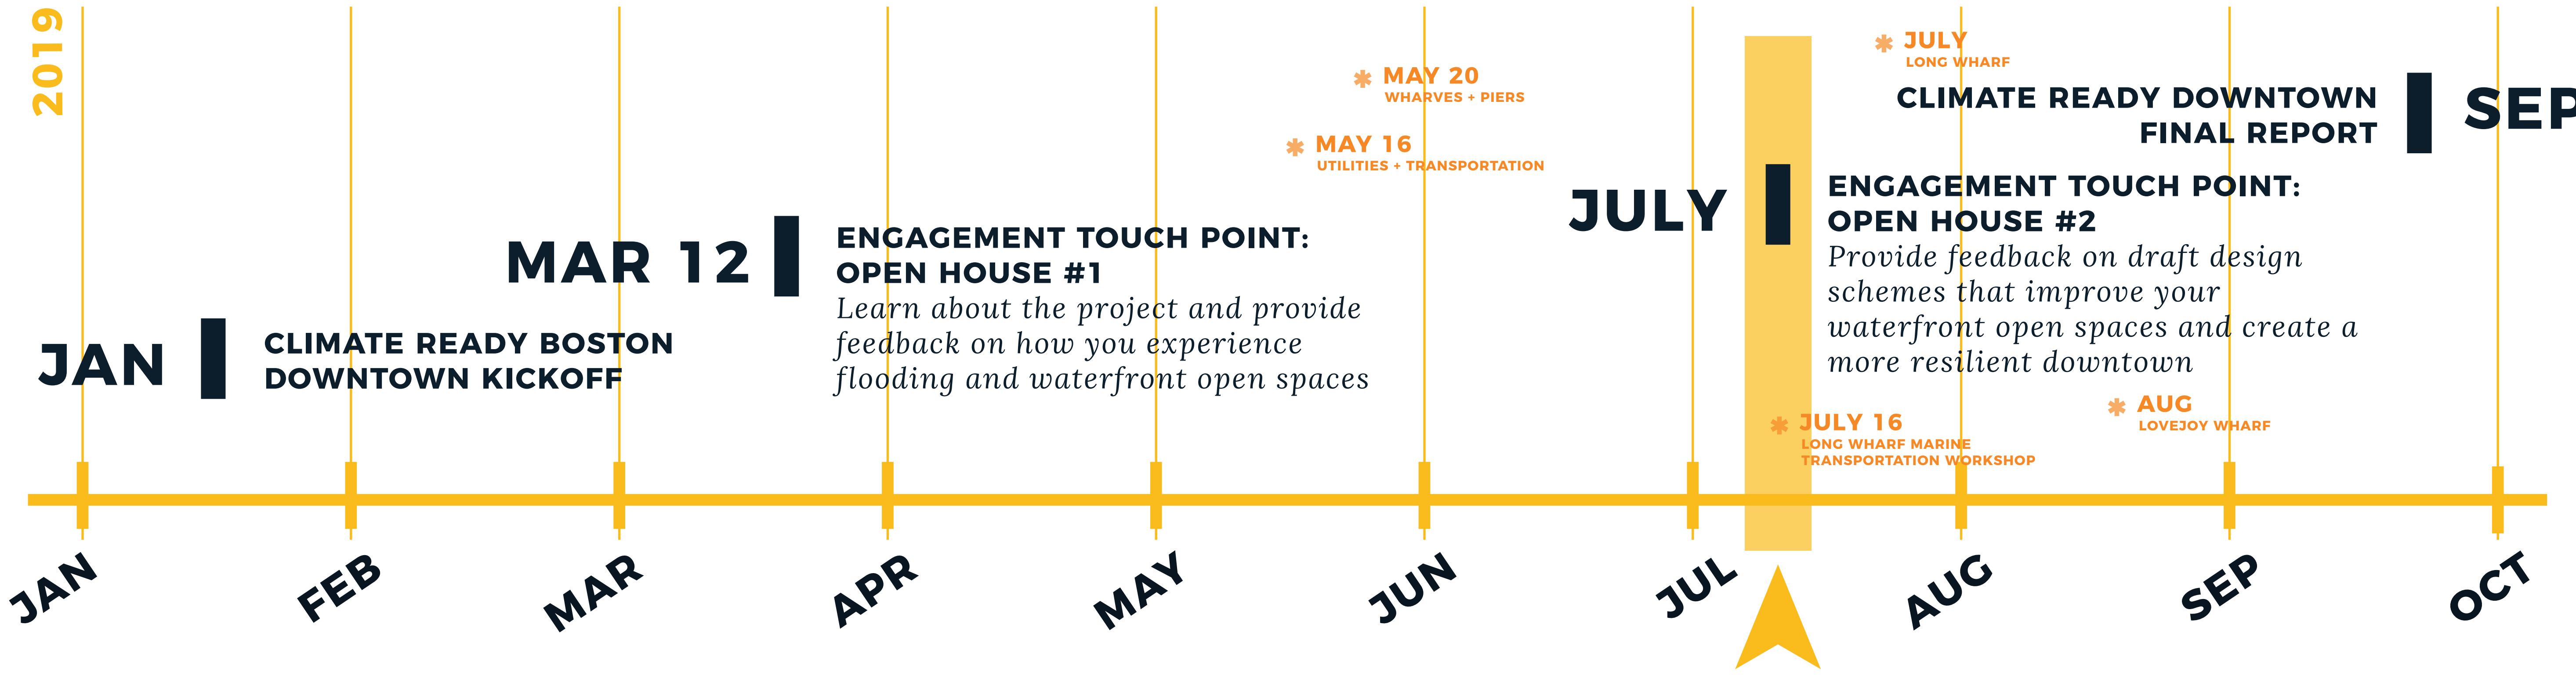 2019
JULY
LONG WHARF
MAY 20
WHARVES + PIERS
CLIMATE READY DOWNTOWN
FINAL REPORT
SEP
MAY 16
UTILITIES + TRANSPORTATION
JULY
ENGAGEMENT TOUCH POINT:
OPEN HOUSE #2
Provide feedback on draft design
schemes that improve your
waterfront open spaces and create a
more resilient downtown
MAR 12
ENGAGEMENT TOUCH POINT:
OPEN HOUSE #1
Learn about the project and provide
feedback on how you experience
flooding and waterfront open spaces
JAN
CLIMATE READY BOSTON
DOWNTOWN KICKOFF
AUG
LOVEJOY WHARF
JULY 16
LONG WHARF MARINE
TRANSPORTATION WORKSHOP
JAN
FEB
MAR
APR
MAY
JUN
JUL
AUG
SEP
OCT